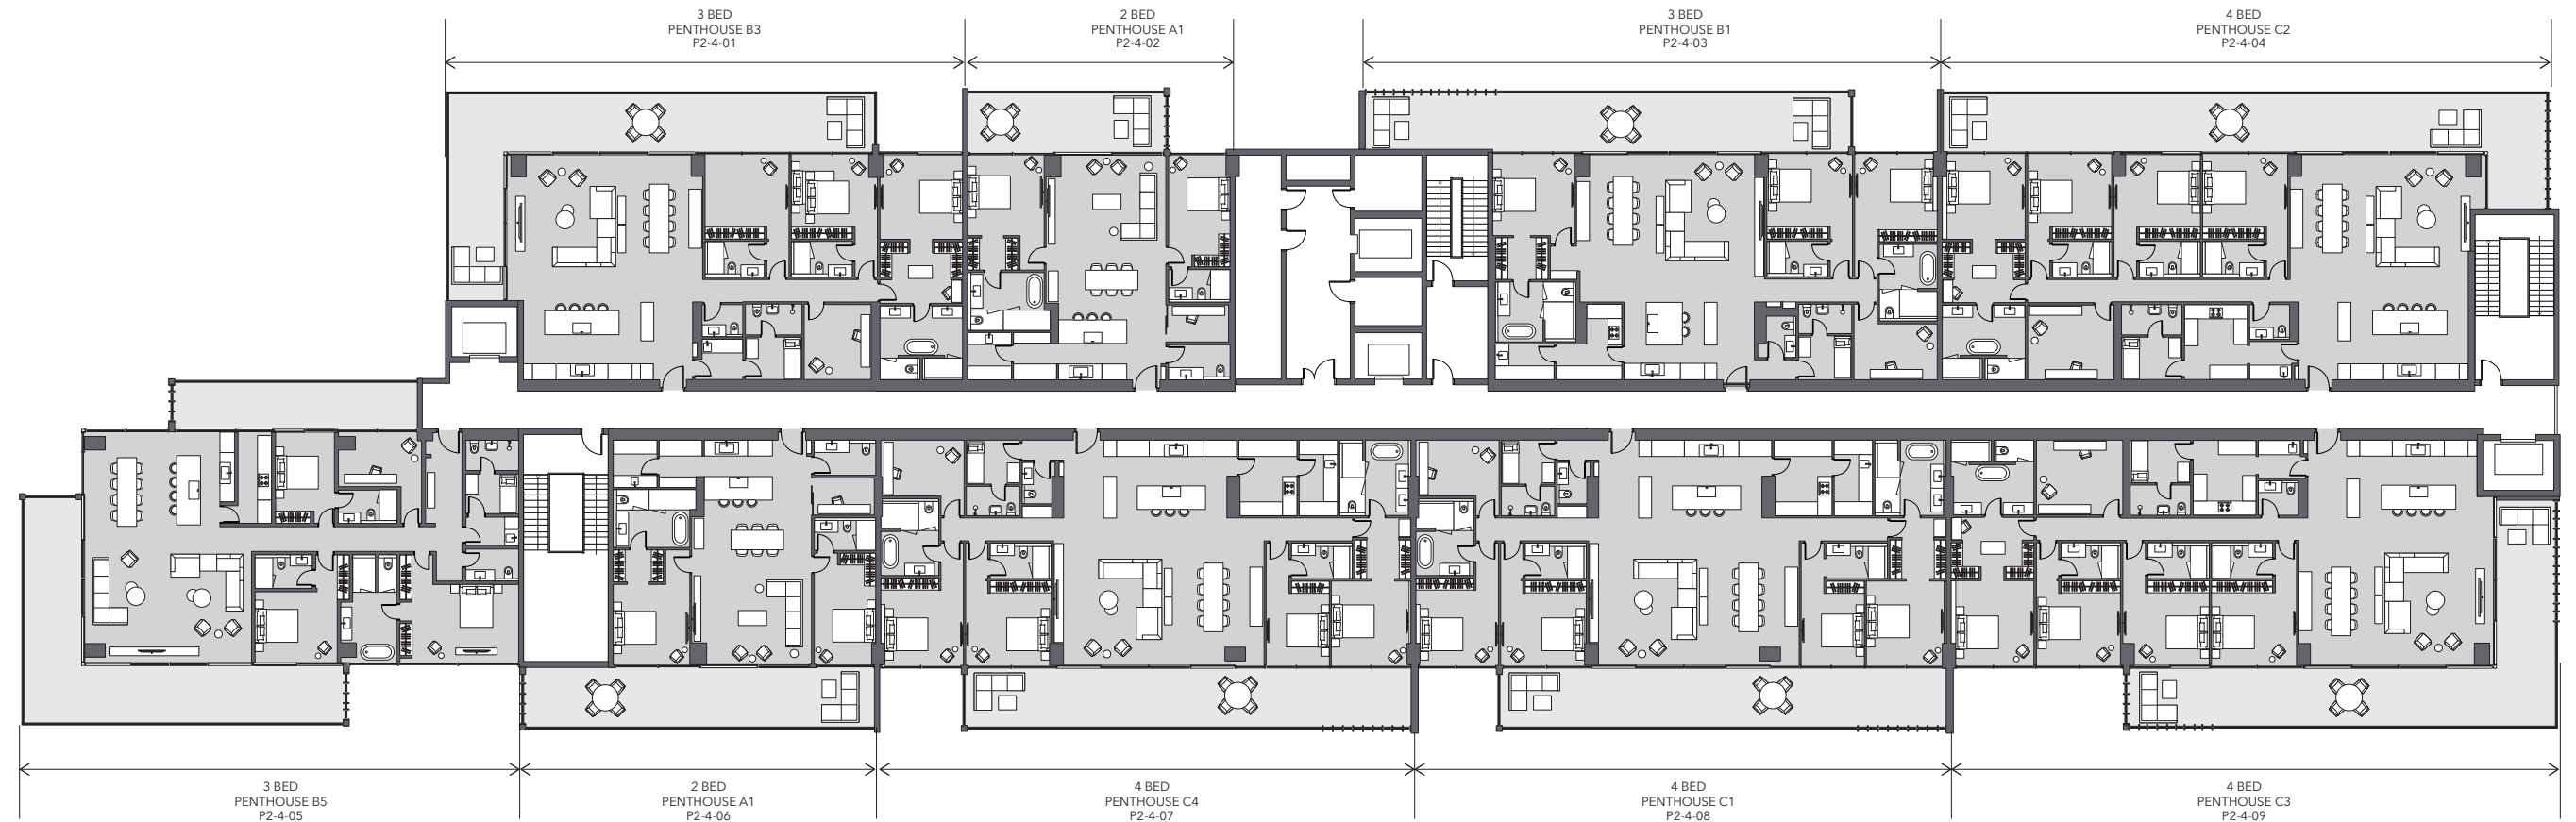 3 BED
PENTHOUSE B3
P2-4-01
2 BED
PENTHOUSE A1
P2-4-02
3 BED
PENTHOUSE B1
P2-4-03
4 BED
PENTHOUSE C2
P2-4-04
3 BED
PENTHOUSE B5
P2-4-05
2 BED
PENTHOUSE A1
P2-4-06
4 BED
PENTHOUSE C4
P2-4-07
4 BED
PENTHOUSE C1
P2-4-08
4 BED
PENTHOUSE C3
P2-4-09